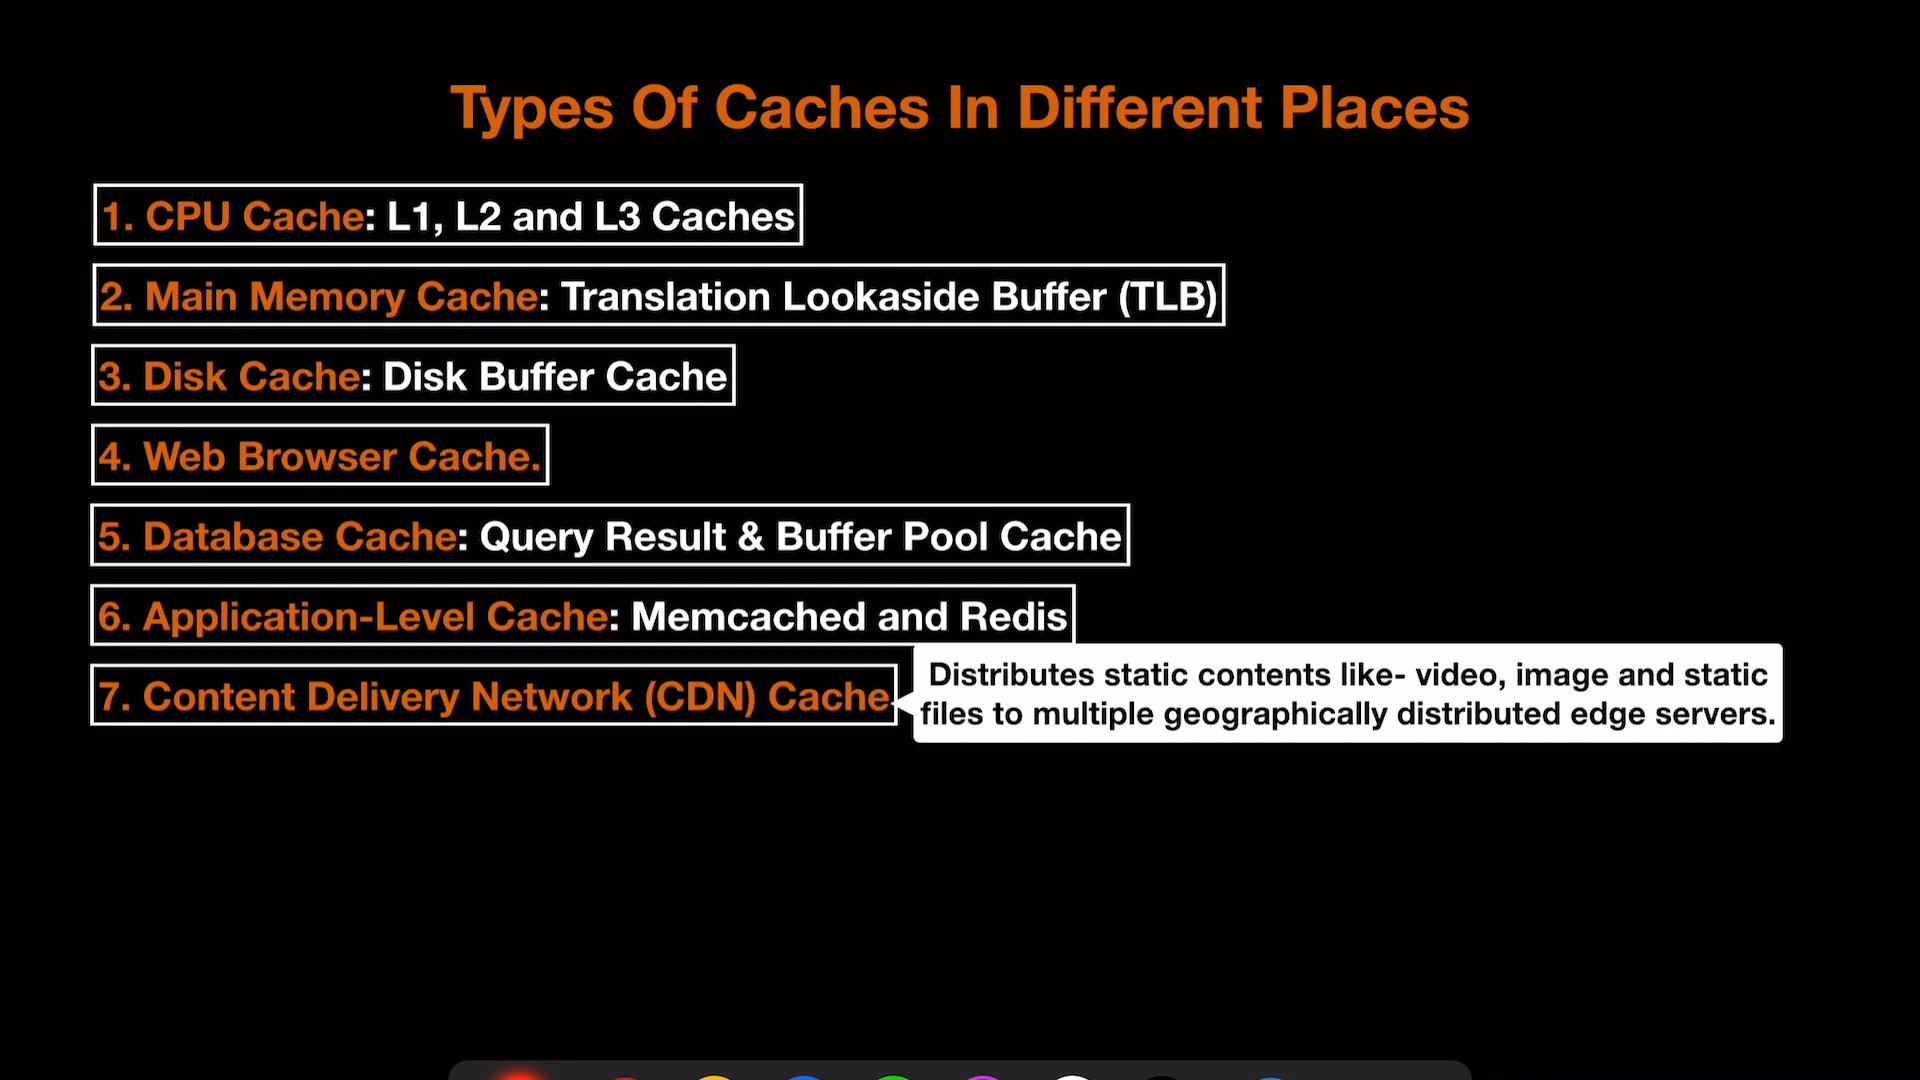 Types Of Caches In Different Places
1. CPU Cache: L1, L2 and L3 Caches
2. Main Memory Cache: Translation Lookaside Buffer (TLB)
3. Disk Cache: Disk Buffer Cache
4. Web Browser Cache.
5. Database Cache: Query Result & Buffer Pool Cache
6. Application-Level Cache: Memcached and Redis
7. Content Delivery Network (CDN) Cache
Distributes static contents like- video, image and static
files to multiple geographically distributed edge servers.